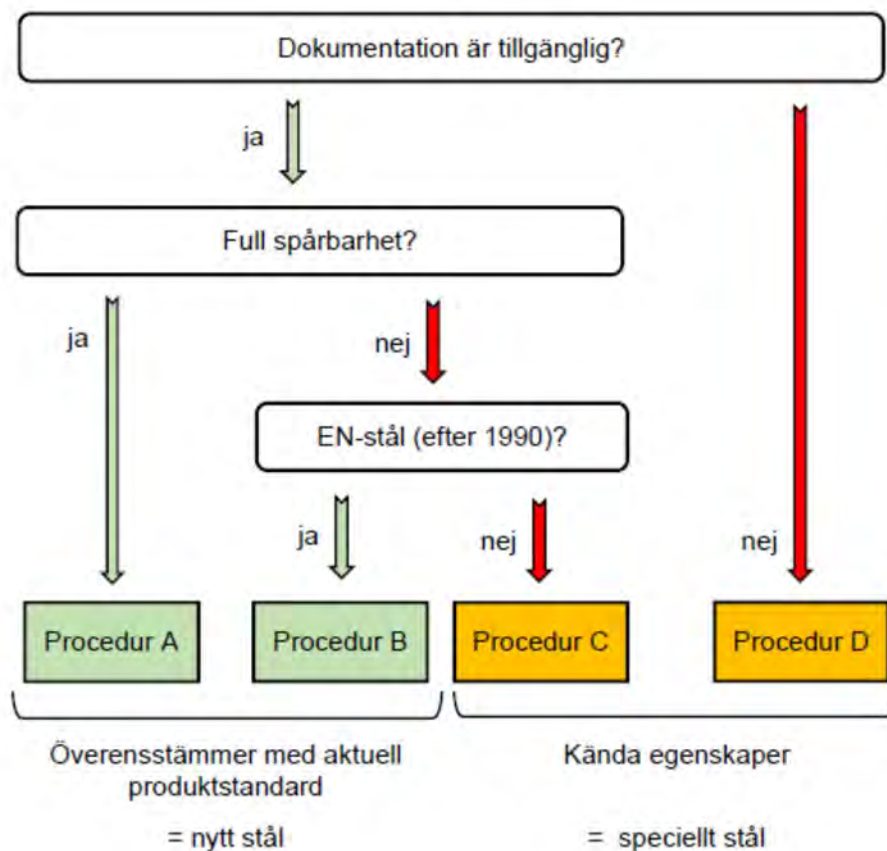 Dokumentation är tillgänglig?
ja
Full spårbarhet?
ja
nej
EN-stål (efter 1990)?
ja
nej
nej
Procedur A
Procedur B
Procedur C
Procedur D
Överensstämmer med aktuell
produktstandard
= nytt stål
Kända egenskaper
= speciellt stål